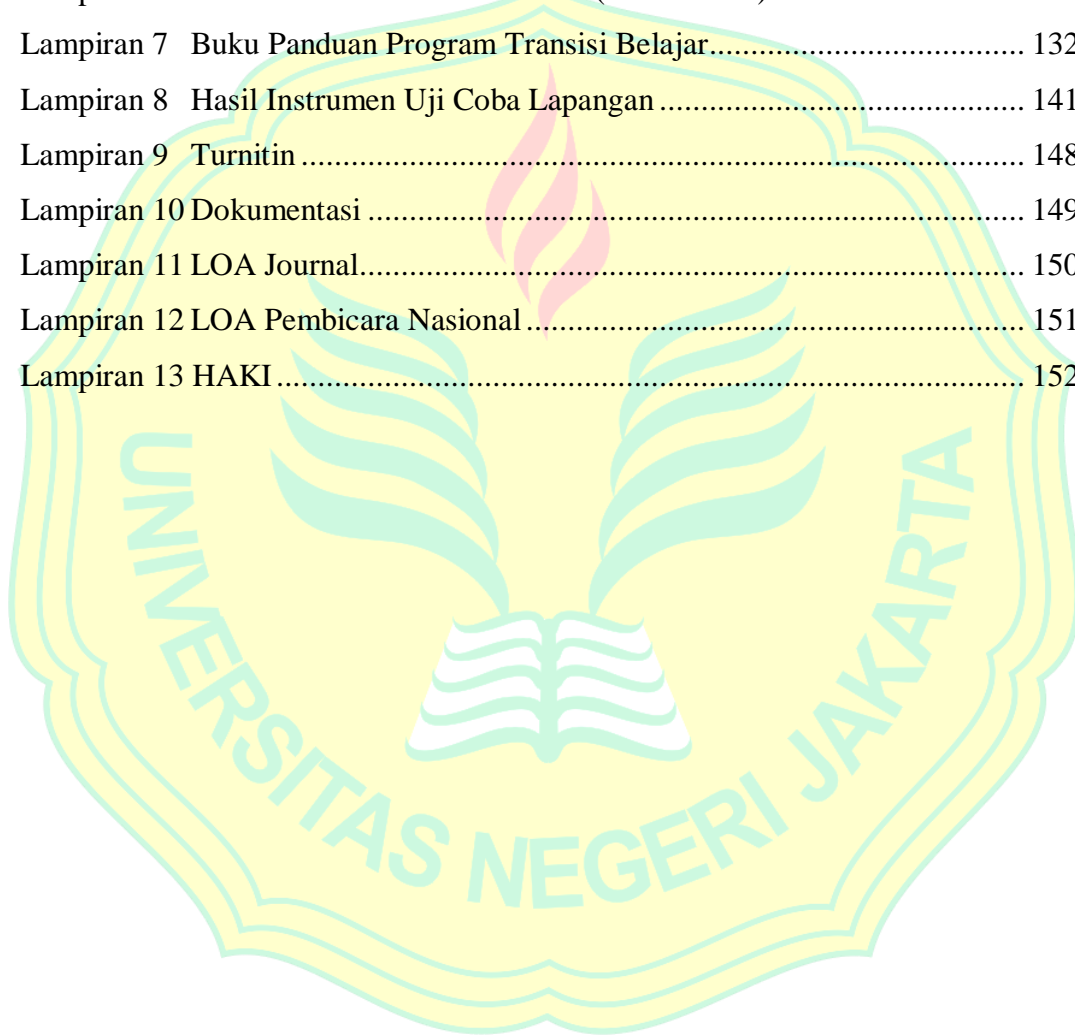 Lampiran 7 Buku Panduan Program Transisi Belajar.................................... 132
Lampiran 8 Hasil Instrumen Uji Coba Lapangan.......................................... 141
Lampiran 9 Turnitin..................................................................................... 148
Lampiran 10 Dokumentasi............................................................................ 149
Lampiran 11 LOA Journal............................................................................. 150
Lampiran 12 LOA Pembicara Nasional......................................................... 151
Lampiran 13 HAKI....................................................................................... 152
UNIVERSITAS NEGERI JAKARTA